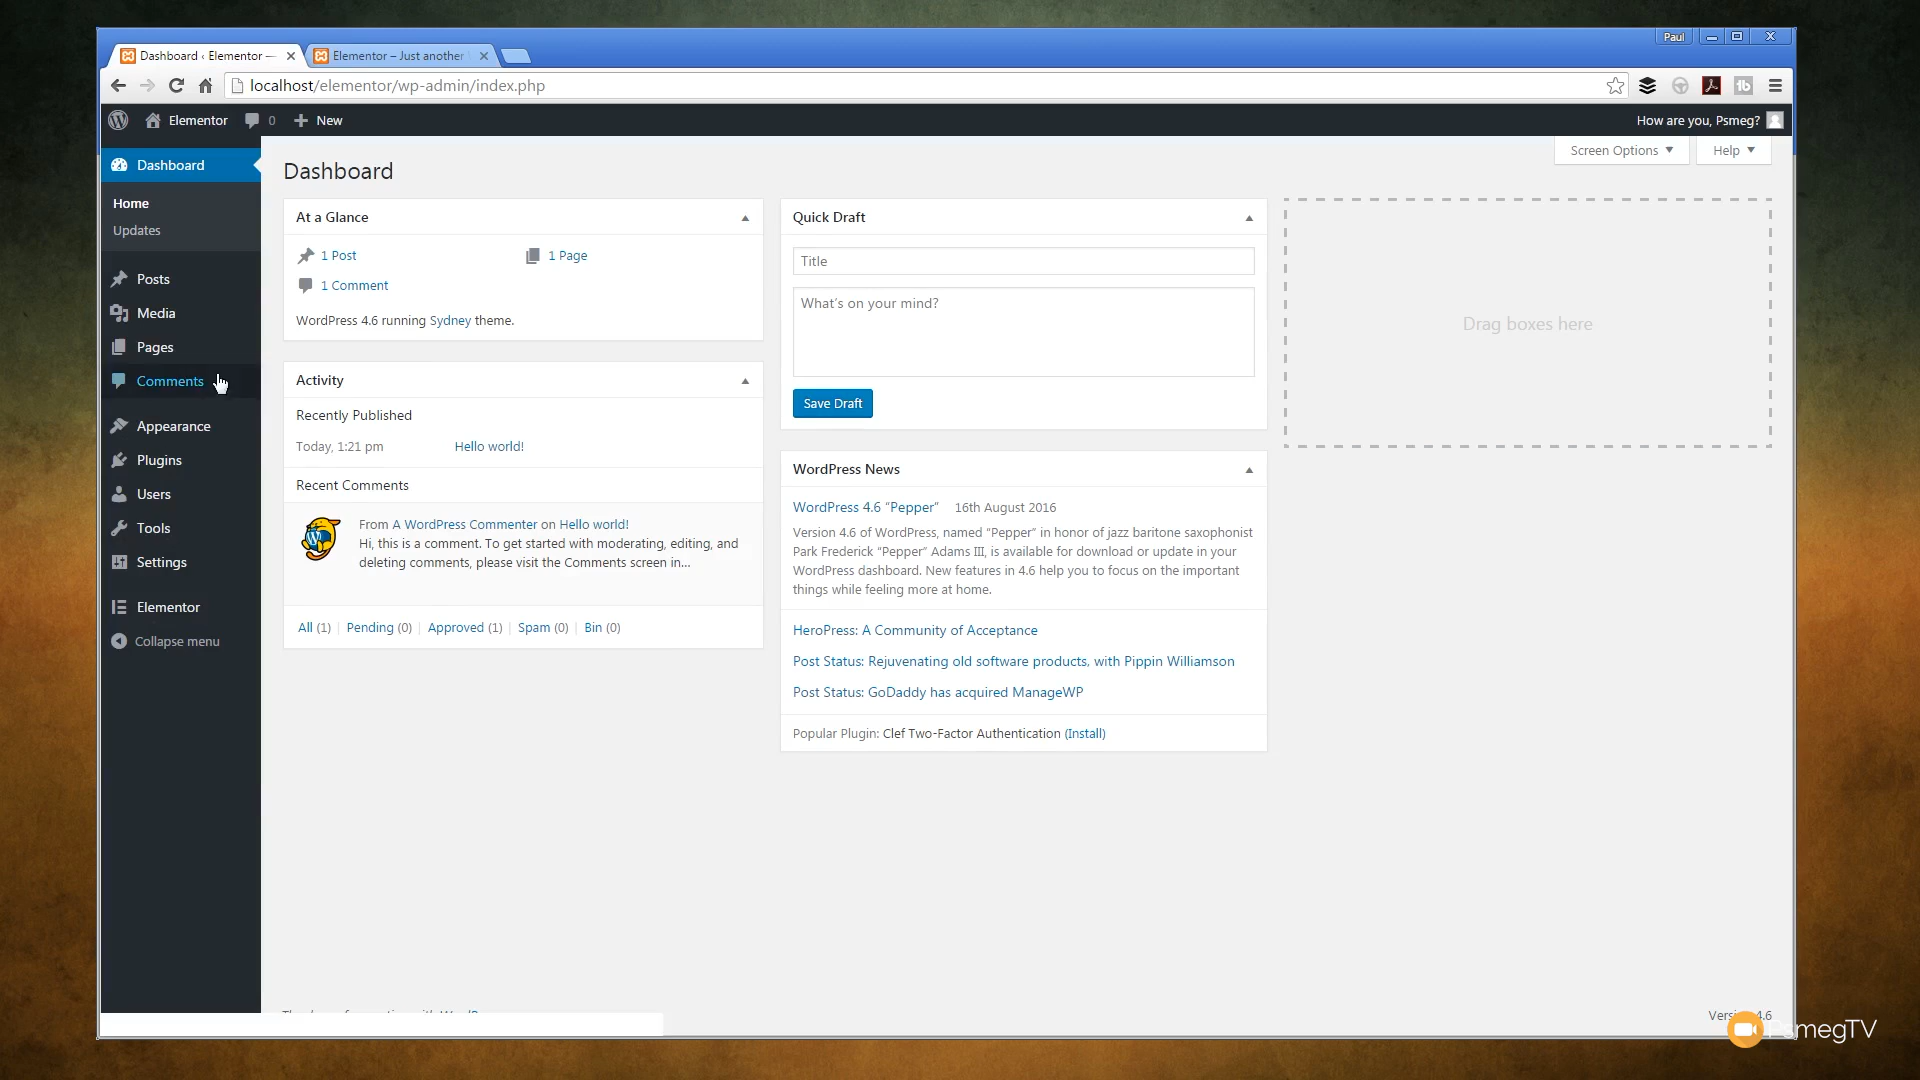 Paul
Dashboard ‹ Elementor —
Elementor – Just another
localhost/elementor/wp-admin/index.php
Elementor
0
New
How are you, Psmeg?
Screen Options
Help
Dashboard
Home
Updates
Posts
Media
Pages
Comments
Appearance
Plugins
Users
Tools
Settings
Elementor
Collapse menu
Dashboard
At a Glance
1 Post
1 Page
1 Comment
WordPress 4.6 running Sydney theme.
Activity
Recently Published
Today, 1:21 pm
Hello world!
Recent Comments
From A WordPress Commenter on Hello world!
Hi, this is a comment. To get started with moderating, editing, and
deleting comments, please visit the Comments screen in...
All (1) | Pending (0) | Approved (1) | Spam (0) | Bin (0)
Quick Draft
Title
What's on your mind?
Save Draft
WordPress News
WordPress 4.6 “Pepper” 16th August 2016
Version 4.6 of WordPress, named “Pepper” in honor of jazz baritone saxophonist
Park Frederick “Pepper” Adams III, is available for download or update in your
WordPress dashboard. New features in 4.6 help you to focus on the important
things while feeling more at home.
HeroPress: A Community of Acceptance
Post Status: Rejuvenating old software products, with Pippin Williamson
Post Status: GoDaddy has acquired ManageWP
Popular Plugin: Clef Two-Factor Authentication (Install)
Drag boxes here
4.6
PsmegTV